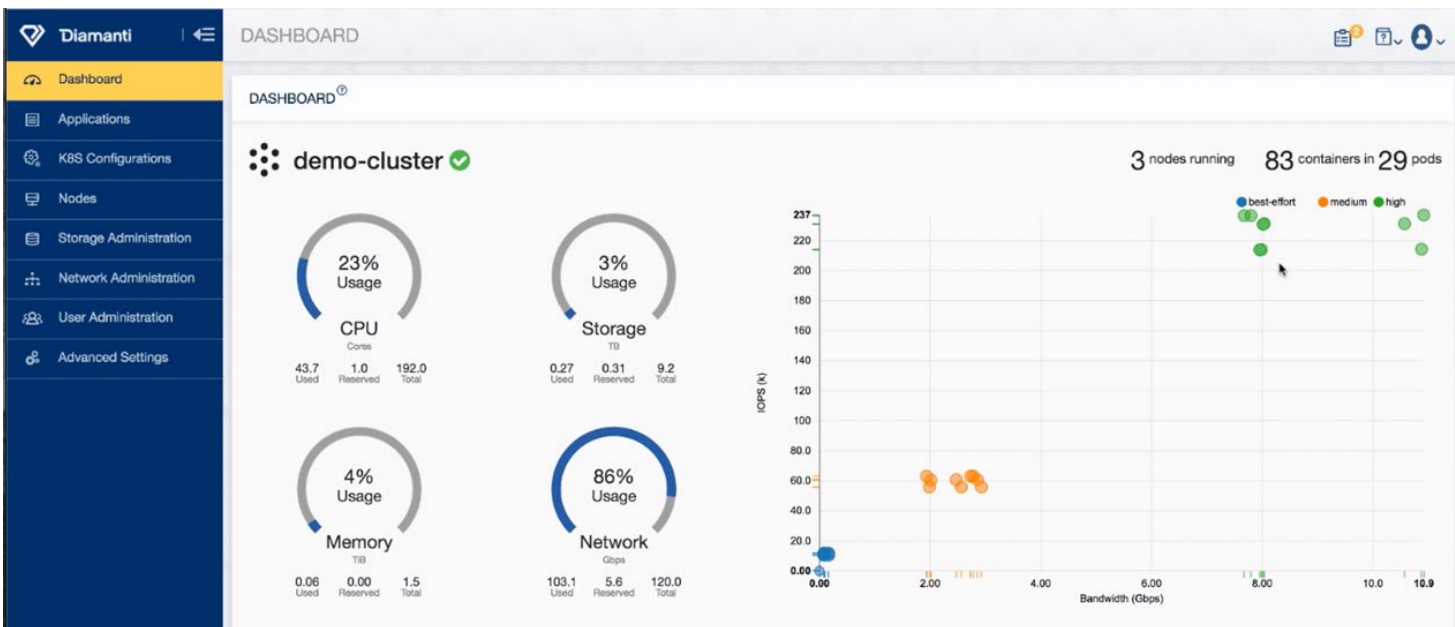 Diamanti
DASHBOARD
2
Dashboard
Applications
K8S Configurations
Nodes
Storage Administration
Network Administration
User Administration
Advanced Settings
DASHBOARD
demo-cluster
3 nodes running 83 containers in 29 pods
23%
Usage
CPU
Cores
43.7 1.0 192.0
Used Reserved Total
3%
Usage
Storage
TB
0.27 0.31 9.2
Used Reserved Total
4%
Usage
Memory
TiB
0.06 0.00 1.5
Used Reserved Total
86%
Usage
Network
Gbps
103.1 5.6 120.0
Used Reserved Total
best-effort medium high
IOPS (k)
237
220
200
180
160
140
120
100
80.0
60.0
40.0
20.0
0.00
0.00 2.00 4.00 6.00 8.00 10.0 10.9
Bandwidth (Gbps)